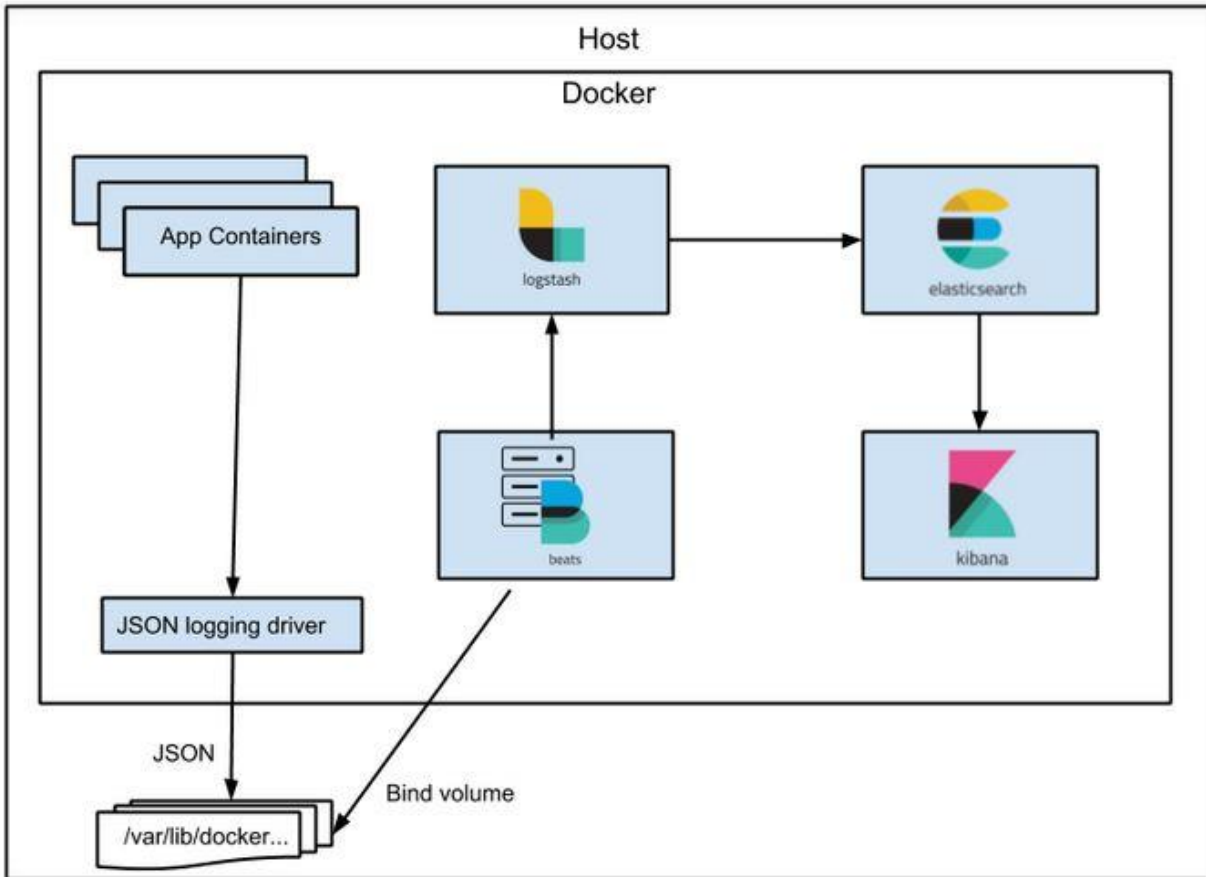 Host
Docker
App Containers
logstash
elasticsearch
beats
kibana
JSON logging driver
JSON
Bind volume
/var/lib/docker...